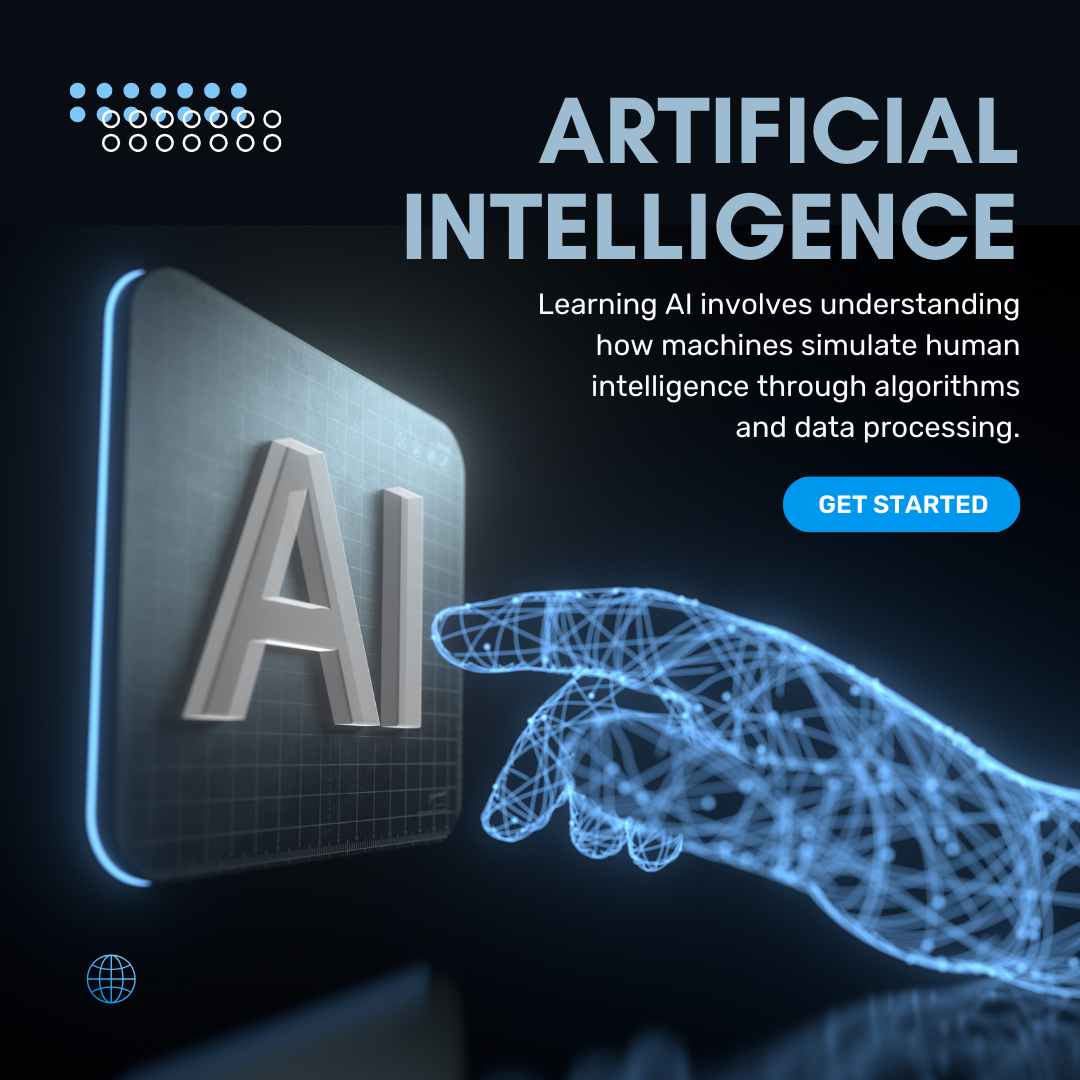 ARTIFICIAL
INTELLIGENCE
Learning AI involves understanding
how machines simulate human
intelligence through algorithms
and data processing.
GET STARTED
AI